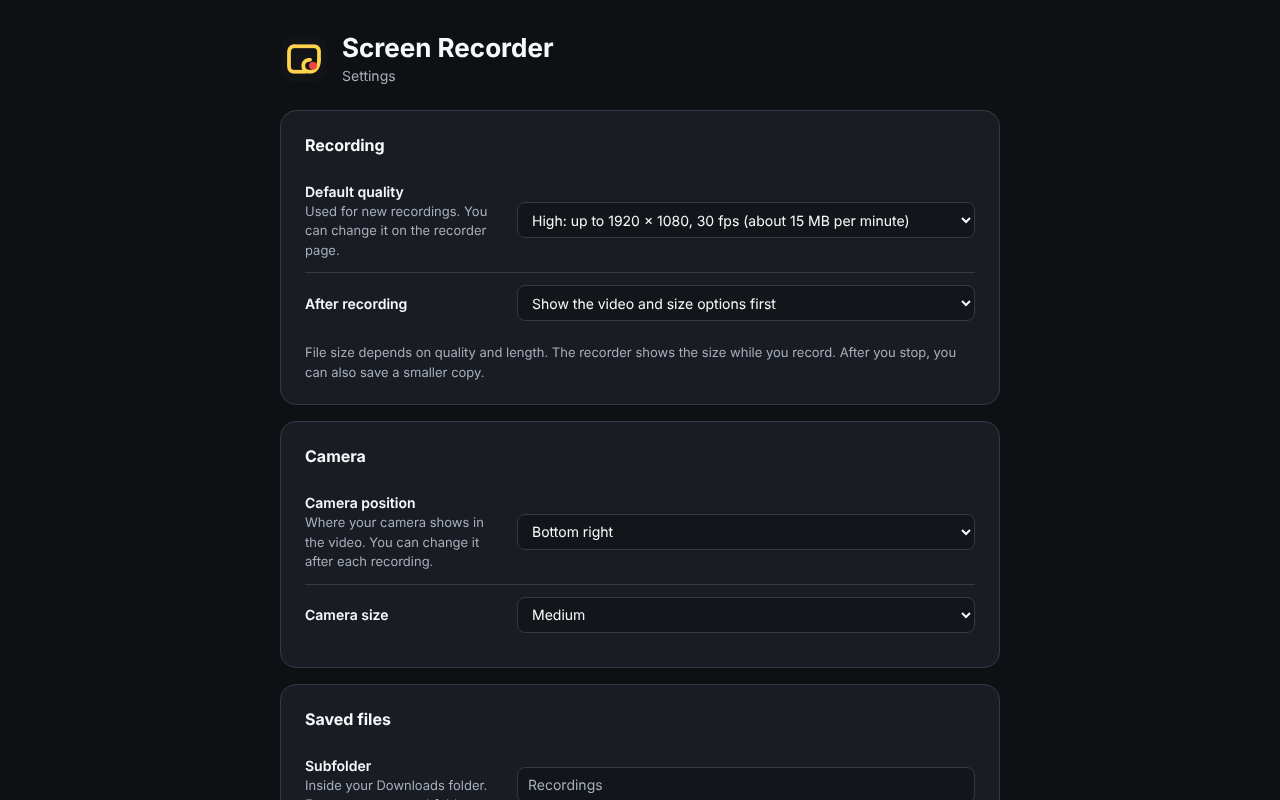 Screen Recorder
Settings
Recording
Default quality
Used for new recordings. You
can change it on the recorder
page.
High: up to 1920 × 1080, 30 fps (about 15 MB per minute)
After recording
Show the video and size options first
File size depends on quality and length. The recorder shows the size while you record. After you stop, you
can also save a smaller copy.
Camera
Camera position
Where your camera shows in
the video. You can change it
after each recording.
Bottom right
Camera size
Medium
Saved files
Subfolder
Inside your Downloads folder.
Recordings